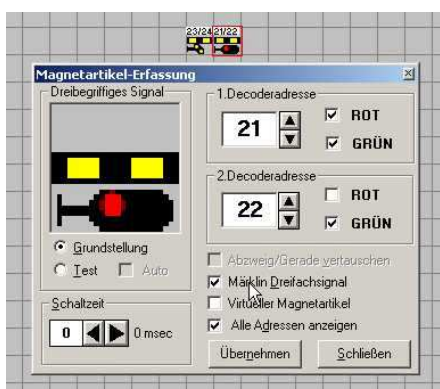 23/24 21/22
Magnetartikel-Erfassung
Dreibegriffiges Signal
Grundstellung
Test Auto
Schaltzeit
0 0 msec
1.Decoderadresse
21 ROT
GRÜN
2.Decoderadresse
22 ROT
GRÜN
Abzweig/Gerade vertauschen
Märklin Dreifachsignal
Virtueller Magnetartikel
Alle Adressen anzeigen
Übernehmen Schließen